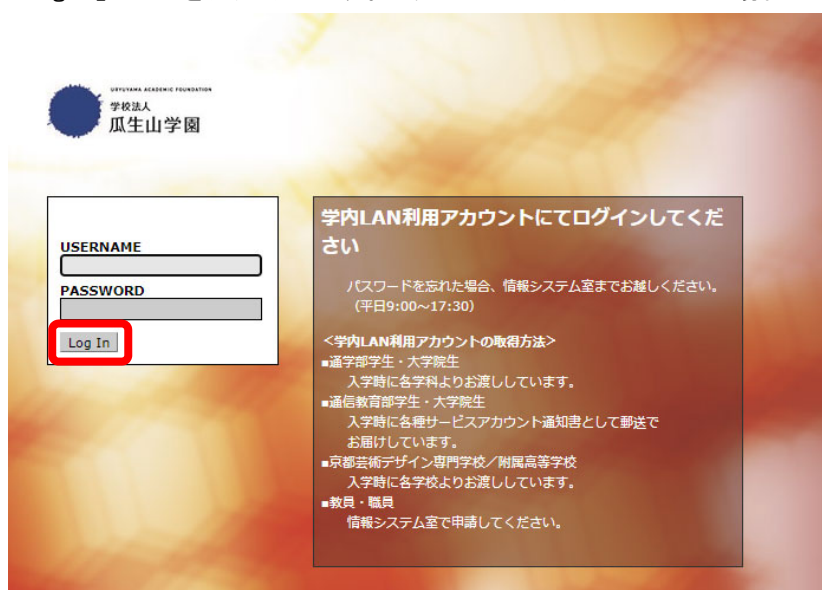 URYUYAMA ACADEMIC FOUNDATION
学校法人
瓜生山学園
USERNAME
PASSWORD
Log In
学内LAN利用アカウントにてログインしてくだ
さい
パスワードを忘れた場合、情報システム室までお越しください。
（平日9:00～17:30）
＜学内LAN利用アカウントの取得方法＞
■通学部学生・大学院生
入学時に各学科よりお渡ししています。
■通信教育部学生・大学院生
入学時に各種サービスアカウント通知書として郵送で
お届けしています。
■京都芸術デザイン専門学校／附属高等学校
入学時に各学校よりお渡ししています。
■教員・職員
情報システム室で申請してください。